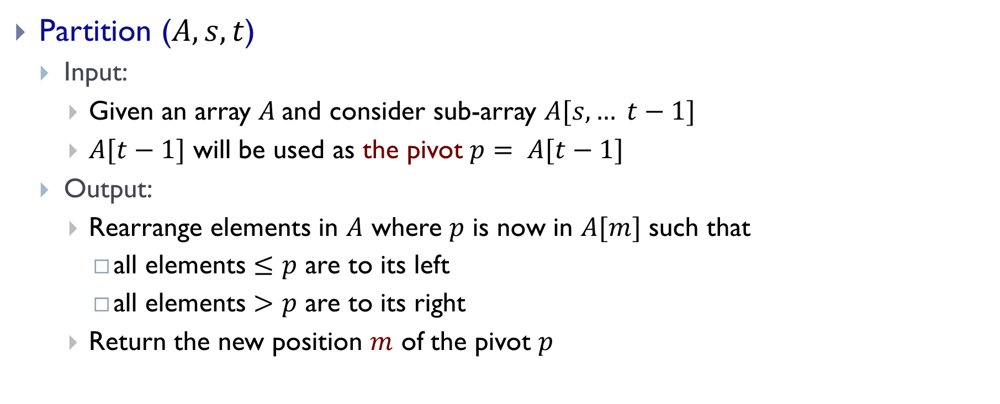 Partition (A, s, t)
Input:
Given an array A and consider sub-array A[s, … t − 1]
A[t − 1] will be used as the pivot p = A[t − 1]
Output:
Rearrange elements in A where p is now in A[m] such that
all elements ≤ p are to its left
all elements > p are to its right
Return the new position m of the pivot p